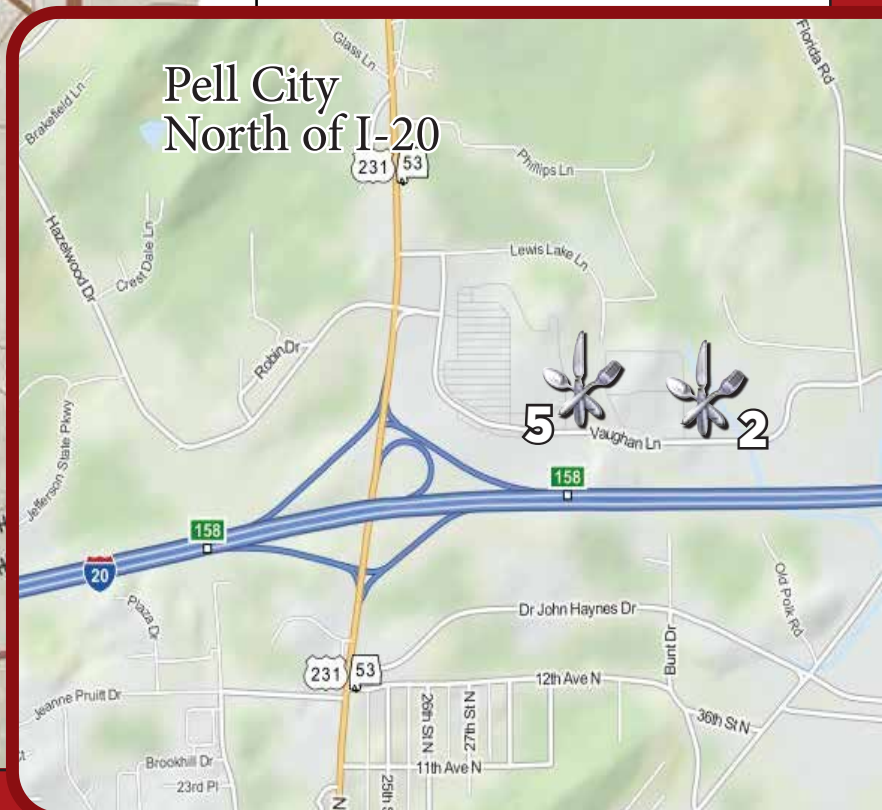 Glass Ln
Florida Rd
Pell City
North of I-20
Brakefield Ln
231
53
Phillips Ln
Hazelwood Dr
Crest Dale Ln
Lewis Lake Ln
Robin Dr
5
Vaughan Ln
2
Jefferson State Pkwy
158
158
20
Plaza Dr
Dr John Haynes Dr
Bunt Dr
Old Polk Rd
231
53
12th Ave N
Jeanne Pruitt Dr
26th St N
27th St N
36th St N
Brookhill Dr
11th Ave N
23rd Pl
25th S
N